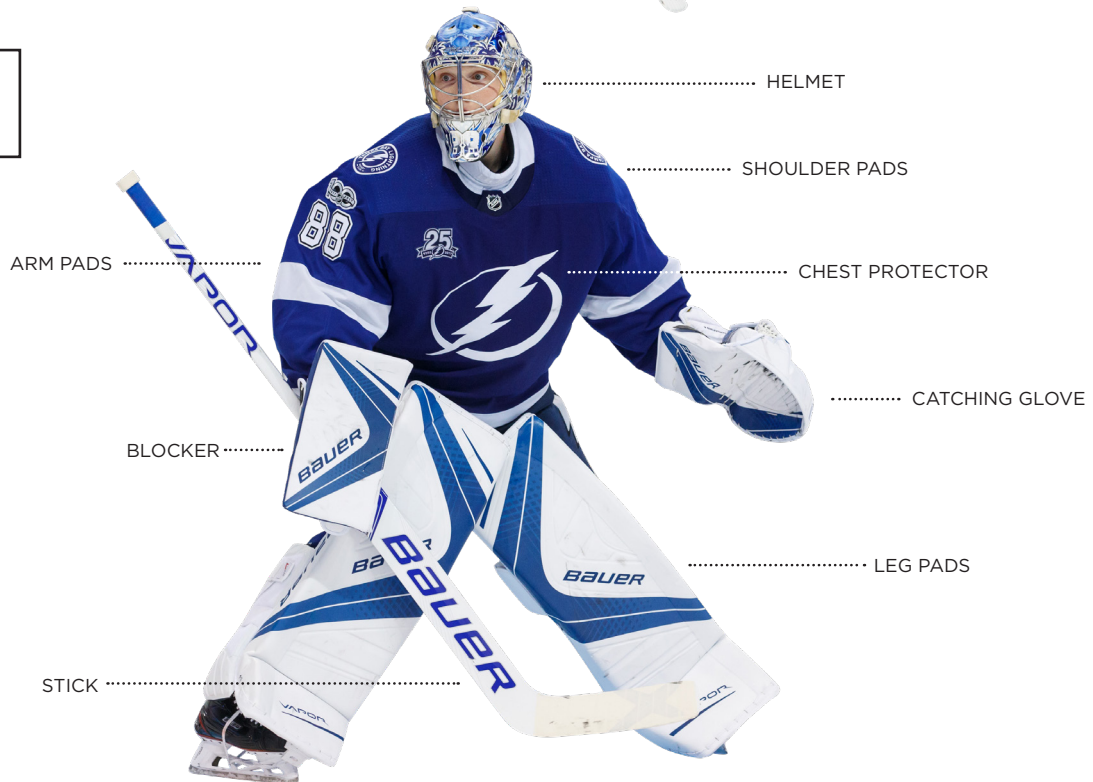 HELMET
SHOULDER PADS
88
25
ARM PADS
VAPOR
CHEST PROTECTOR
BAUER
CATCHING GLOVE
BLOCKER
BAUER
BAUER
BAUER
LEG PADS
STICK
VAPOR